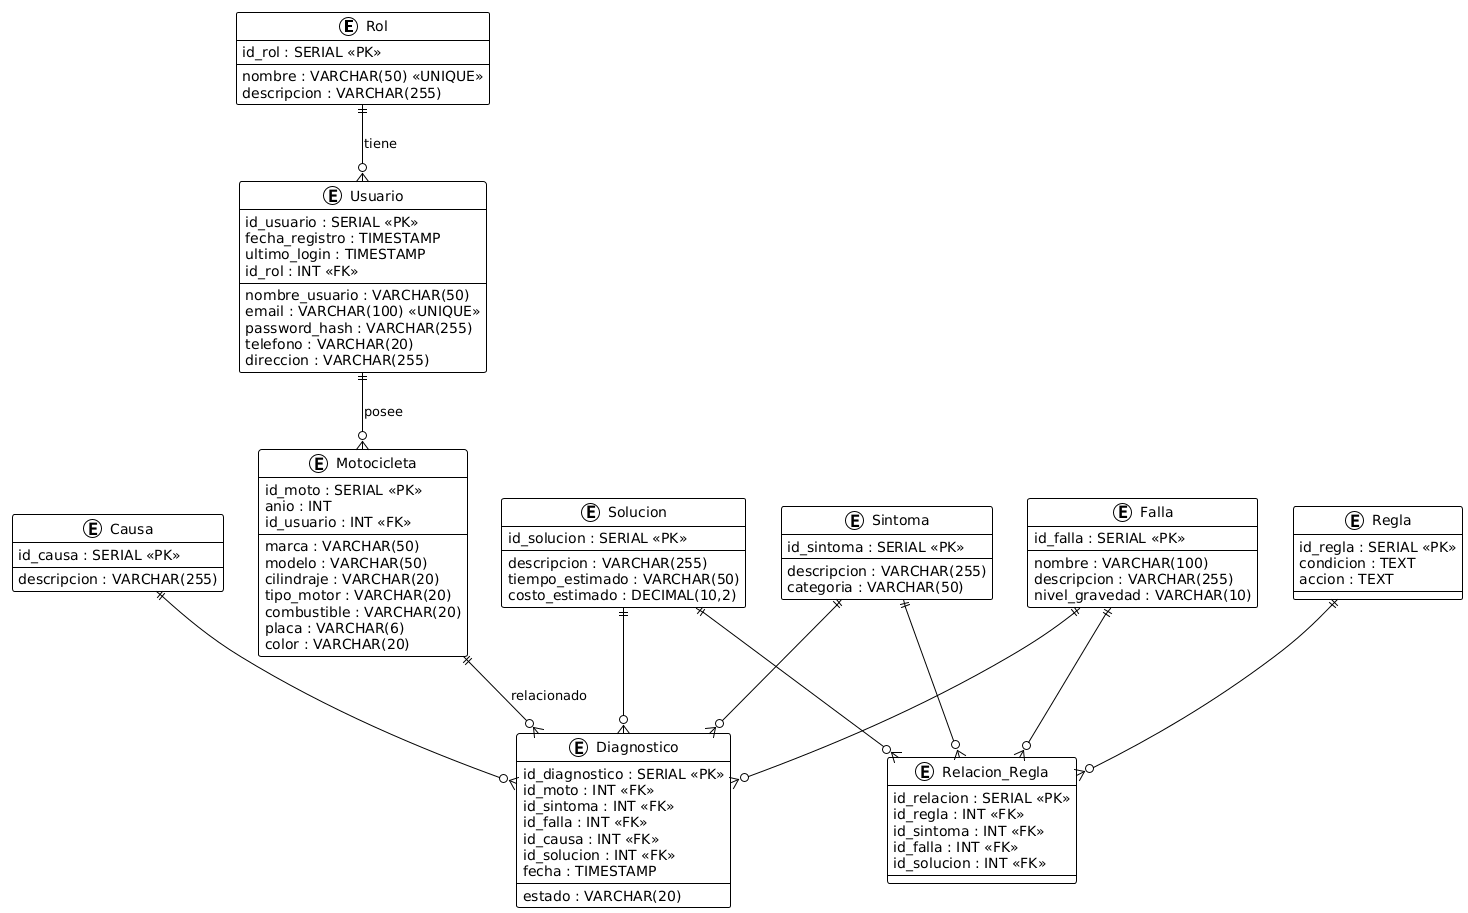 E Rol
id_rol : SERIAL «PK»
nombre : VARCHAR(50) «UNIQUE»
descripcion : VARCHAR(255)
tiene
E Usuario
id_usuario : SERIAL «PK»
fecha_registro : TIMESTAMP
ultimo_login : TIMESTAMP
id_rol : INT «FK»
nombre_usuario : VARCHAR(50)
email : VARCHAR(100) «UNIQUE»
password_hash : VARCHAR(255)
telefono : VARCHAR(20)
direccion : VARCHAR(255)
posee
E Causa
id_causa : SERIAL «PK»
descripcion : VARCHAR(255)
E Motocicleta
id_moto : SERIAL «PK»
anio : INT
id_usuario : INT «FK»
marca : VARCHAR(50)
modelo : VARCHAR(50)
cilindraje : VARCHAR(20)
tipo_motor : VARCHAR(20)
combustible : VARCHAR(20)
placa : VARCHAR(6)
color : VARCHAR(20)
E Solucion
id_solucion : SERIAL «PK»
descripcion : VARCHAR(255)
tiempo_estimado : VARCHAR(50)
costo_estimado : DECIMAL(10,2)
E Sintoma
id_sintoma : SERIAL «PK»
descripcion : VARCHAR(255)
categoria : VARCHAR(50)
E Falla
id_falla : SERIAL «PK»
nombre : VARCHAR(100)
descripcion : VARCHAR(255)
nivel_gravedad : VARCHAR(10)
E Regla
id_regla : SERIAL «PK»
condicion : TEXT
accion : TEXT
relacionado
E Diagnostico
id_diagnostico : SERIAL «PK»
id_moto : INT «FK»
id_sintoma : INT «FK»
id_falla : INT «FK»
id_causa : INT «FK»
id_solucion : INT «FK»
fecha : TIMESTAMP
estado : VARCHAR(20)
E Relacion_Regla
id_relacion : SERIAL «PK»
id_regla : INT «FK»
id_sintoma : INT «FK»
id_falla : INT «FK»
id_solucion : INT «FK»